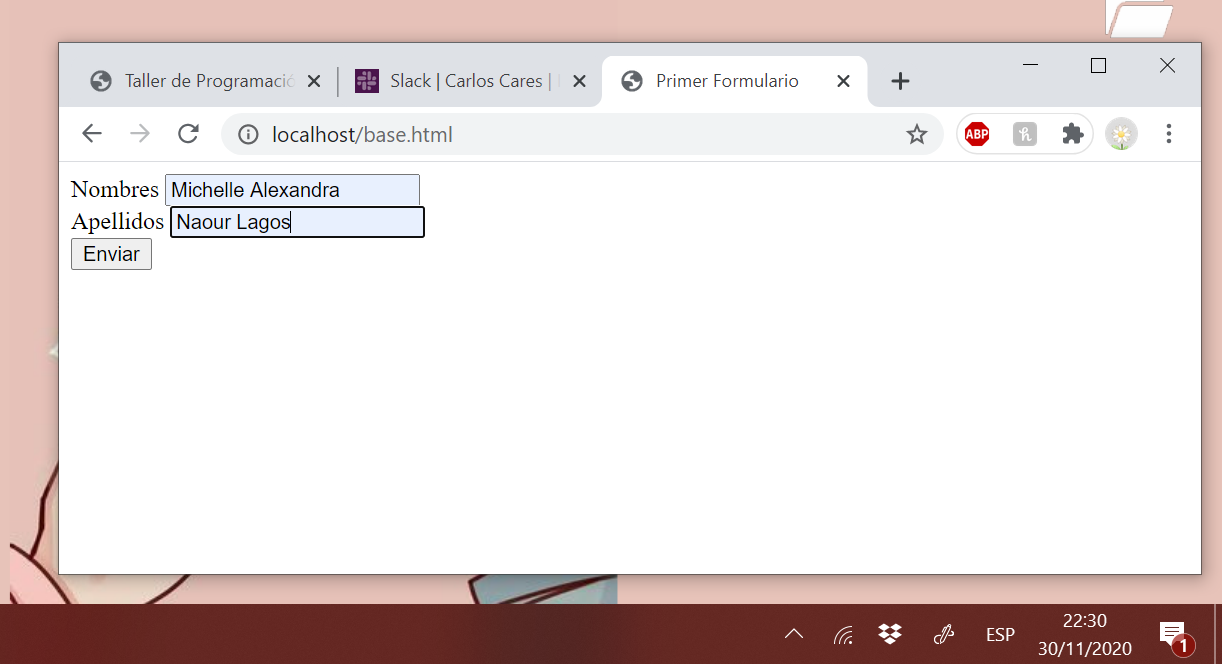 Taller de Programació
Slack | Carlos Cares |
Primer Formulario
localhost/base.html
ABP
h
Nombres Michelle Alexandra
Apellidos Naour Lagos
Enviar
ESP
22:30
30/11/2020
1